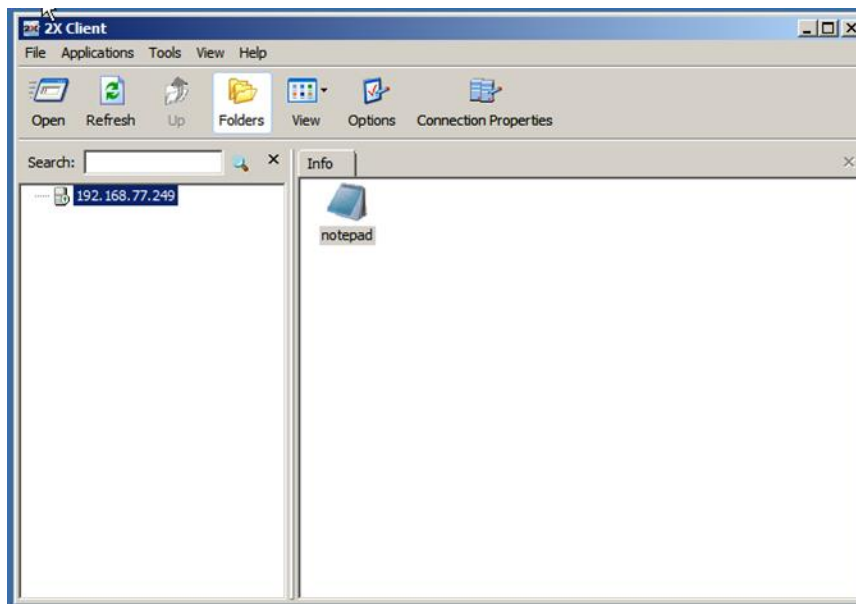 2X Client
File Applications Tools View Help
Open Refresh Up Folders View Options Connection Properties
Search:
Info
192.168.77.249
notepad